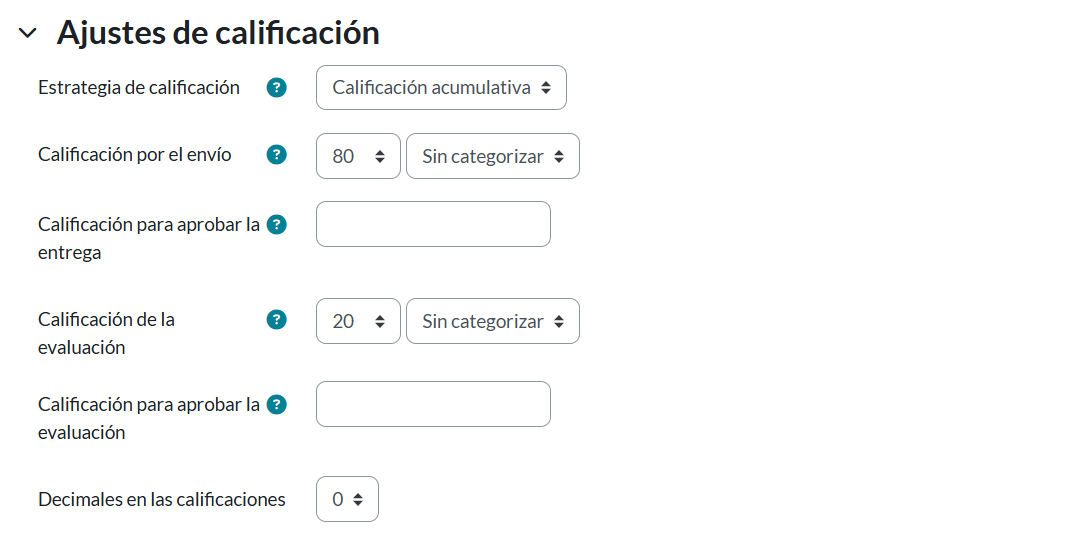 Ajustes de calificación
Estrategia de calificación ? Calificación acumulativa
Calificación por el envío ? 80 Sin categorizar
Calificación para aprobar la ?
entrega
Calificación de la ? 20 Sin categorizar
evaluación
Calificación para aprobar la ?
evaluación
Decimales en las calificaciones 0